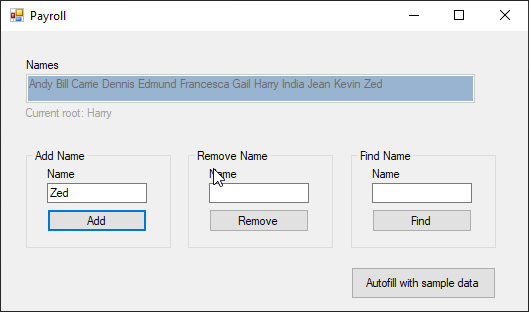 Payroll
Names
Andy Bill Carrie Dennis Edmund Francesca Gail Harry India Jean Kevin Zed
Current root: Harry
Add Name
Name
Zed
Add
Remove Name
Name
Remove
Find Name
Name
Find
Autofill with sample data